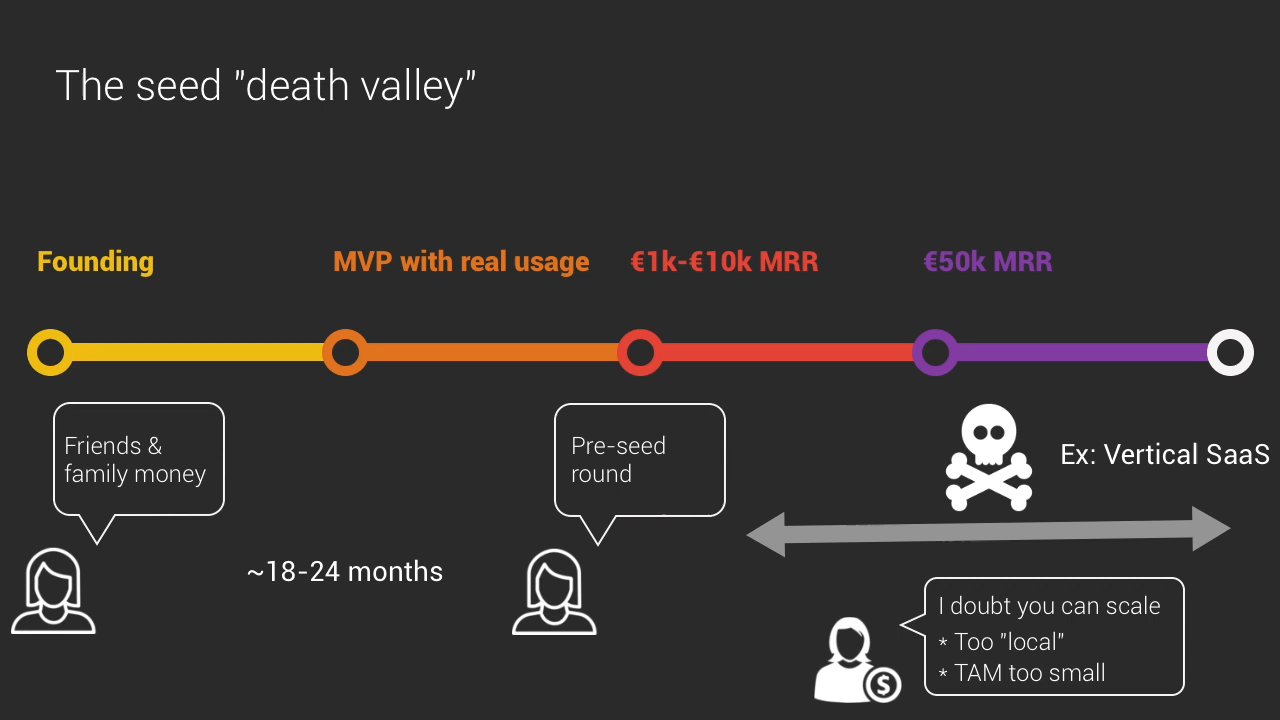 The seed "death valley"
Founding
MVP with real usage
€1k-€10k MRR
€50k MRR
Friends &
family money
Pre-seed
round
Ex: Vertical SaaS
~18-24 months
I doubt you can scale
* Too "local"
* TAM too small
$